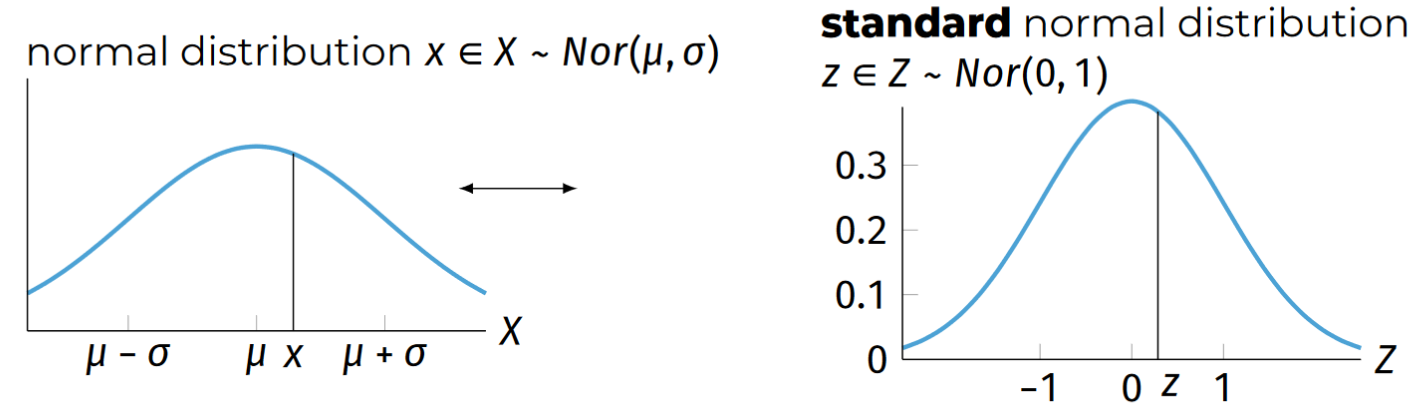 normal distribution x ∈ X ~ Nor(μ, σ)
X
μ − σ
μ
x
μ + σ
standard normal distribution
z ∈ Z ~ Nor(0, 1)
0.3
0.2
0.1
0
Z
−1
0
z
1